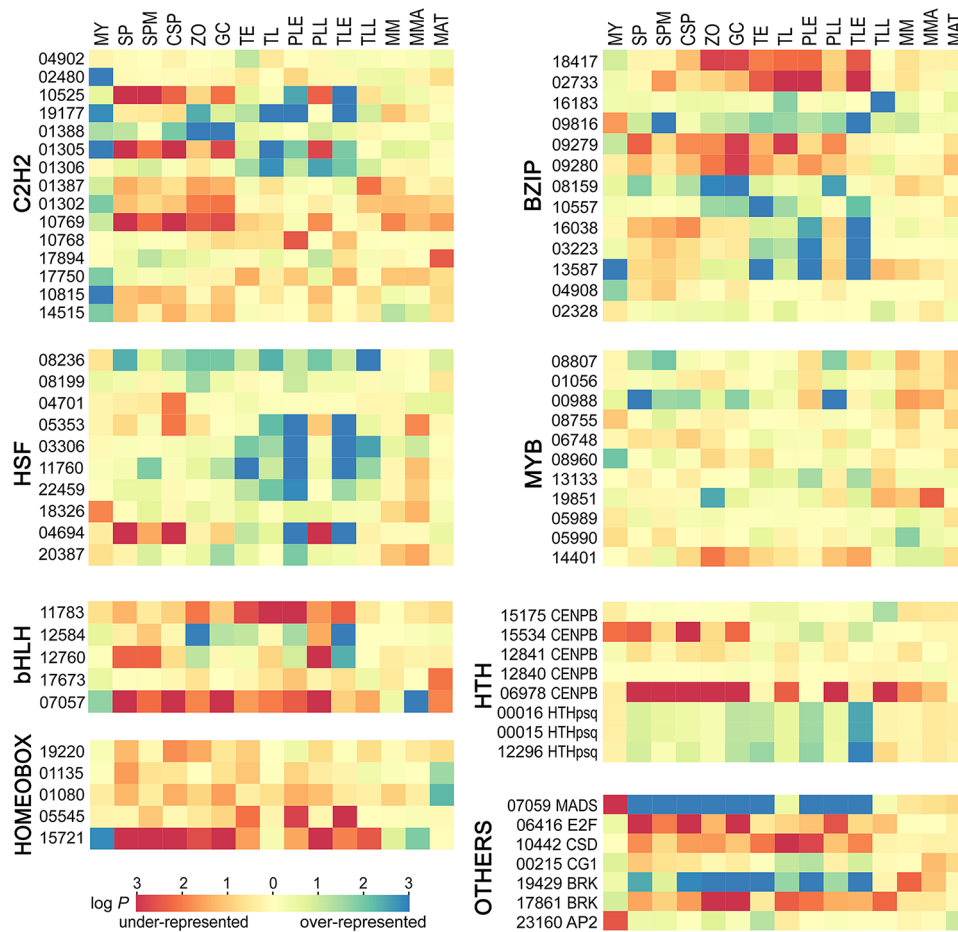 MY SP SPM CSP ZO GC TE TL PLE PLL TLE TLL MM MMA MAT
C2H2
04902
02480
10525
19177
01388
01305
01306
01387
01302
10769
10768
17894
17750
10815
14515
HSF
08236
08199
04701
05353
03306
11760
22459
18326
04694
20387
bHLH
11783
12584
12760
17673
07057
HOMEOBOX
19220
01135
01080
05545
15721
log P
3 2 1 0 1 2 3
under-represented over-represented
MY SP SPM CSP ZO GC TE TL PLE PLL TLE TLL MM MMA MAT
BZIP
18417
02733
16183
09816
09279
09280
08159
10557
16038
03223
13587
04908
02328
MYB
08807
01056
00988
08755
06748
08960
13133
19851
05989
05990
14401
HTH
15175 CENPB
15534 CENPB
12841 CENPB
12840 CENPB
06978 CENPB
00016 HTHpsq
00015 HTHpsq
12296 HTHpsq
OTHERS
07059 MADS
06416 E2F
10442 CSD
00215 CG1
19429 BRK
17861 BRK
23160 AP2